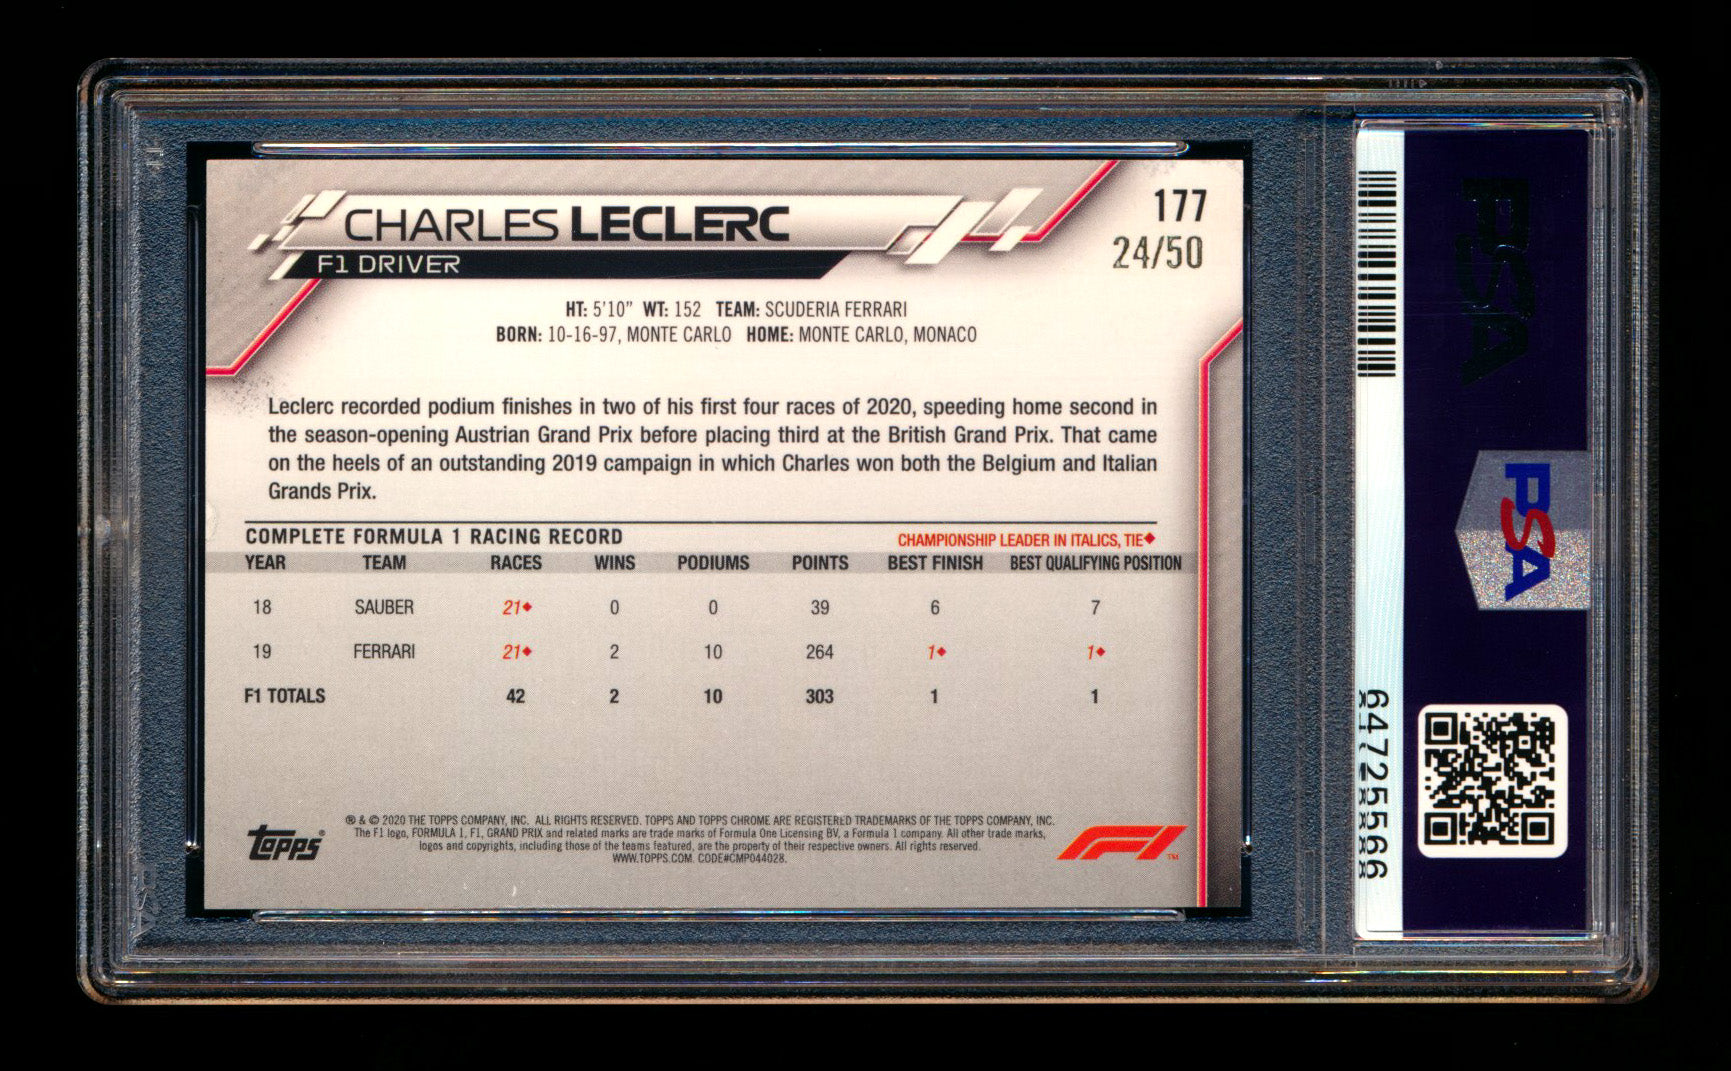 CHARLES LECLERC
F1 DRIVER
177
24/50
HT: 5'10" WT: 152 TEAM: SCUDERIA FERRARI
BORN: 10-16-97, MONTE CARLO HOME: MONTE CARLO, MONACO
Leclerc recorded podium finishes in two of his first four races of 2020, speeding home second in
the season-opening Austrian Grand Prix before placing third at the British Grand Prix. That came
on the heels of an outstanding 2019 campaign in which Charles won both the Belgium and Italian
Grands Prix.
COMPLETE FORMULA 1 RACING RECORD CHAMPIONSHIP LEADER IN ITALICS, TIE◆
YEAR TEAM RACES WINS PODIUMS POINTS BEST FINISH BEST QUALIFYING POSITION
18 SAUBER 21◆ 0 0 39 6 7
19 FERRARI 21◆ 2 10 264 1◆ 1◆
F1 TOTALS 42 2 10 303 1 1
Topps®
® & © 2020 THE TOPPS COMPANY, INC. ALL RIGHTS RESERVED. TOPPS AND TOPPS CHROME ARE REGISTERED TRADEMARKS OF THE TOPPS COMPANY, INC.
The F1 logo, FORMULA 1, F1, GRAND PRIX and related marks are trade marks of Formula One Licensing BV, a Formula 1 company. All other trade marks,
logos and copyrights, including those of the teams featured, are the property of their respective owners. All rights reserved.
WWW.TOPPS.COM. CODE#CMP044028.
F1™
PSA
PSA
64725566